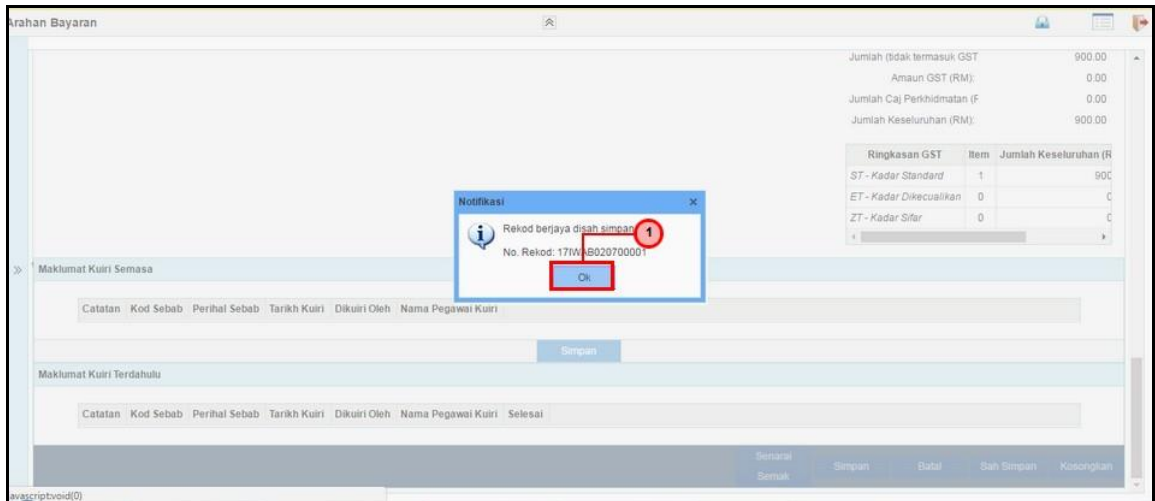 Arahan Bayaran
Jumlah (tidak termasuk GST 900.00
Amaun GST (RM): 0.00
Jumlah Caj Perkhidmatan (F 0.00
Jumlah Keseluruhan (RM): 900.00
Ringkasan GST Item Jumlah Keseluruhan (R
ST - Kadar Standard 1 900
ET - Kadar Dikecualikan 0 0
ZT - Kadar Sifar 0 0
Notifikasi x
Rekod berjaya disah simpan
1
No. Rekod: 17IWAB020700001
Ok
Maklumat Kuiri Semasa
Catatan Kod Sebab Perihal Sebab Tarikh Kuiri Dikuiri Oleh Nama Pegawai Kuiri
Simpan
Maklumat Kuiri Terdahulu
Catatan Kod Sebab Perihal Sebab Tarikh Kuiri Dikuiri Oleh Nama Pegawai Kuiri Selesai
Senarai
Semak
Simpan Batal Sah Simpan Kosongkan
avascript:void(0)